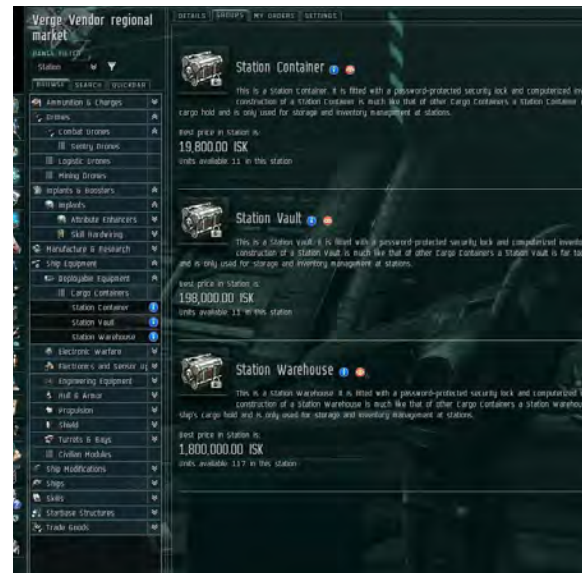 Verge Vendor regional
market
RANGE FILTER
Station
BROWSE SEARCH QUICKBAR
Ammunition & Charges
Drones
Combat Drones
Sentry Drones
Logistic Drones
Mining Drones
Implants & Boosters
Implants
Attribute Enhancers
Skill Hardwiring
Manufacture & Research
Ship Equipment
Deployable Equipment
Cargo Containers
Station Container
Station Vault
Station Warehouse
Electronic Warfare
Electronics and Sensor Up
Engineering Equipment
Hull & Armor
Propulsion
Shield
Turrets & Bays
Civilian Modules
Ship Modifications
Ships
Skills
Starbase Structures
Trade Goods
DETAILS GROUPS MY ORDERS SETTINGS
Station Container
This is a Station Container. It is fitted with a password-protected security lock and computerized inv
construction of a Station Container is much like that of other Cargo Containers a Station Container
cargo hold and is only used for storage and inventory management at stations.
Best price in Station is:
19,800.00 ISK
Units available 11 in this station
Station Vault
This is a Station Vault. It is fitted with a password-protected security lock and computerized invento
construction of a Station Vault is much like that of other Cargo Containers a Station Vault is far
and is only used for storage and inventory management at stations.
Best price in Station is:
198,000.00 ISK
Units available 11 in this station
Station Warehouse
This is a Station Warehouse. It is fitted with a password-protected security lock and computerized
construction of a Station Warehouse is much like that of other Cargo Containers a Station Warehou
ship's cargo hold and is only used for storage and inventory management at stations.
Best price in Station is:
1,800,000.00 ISK
Units available 117 in this station